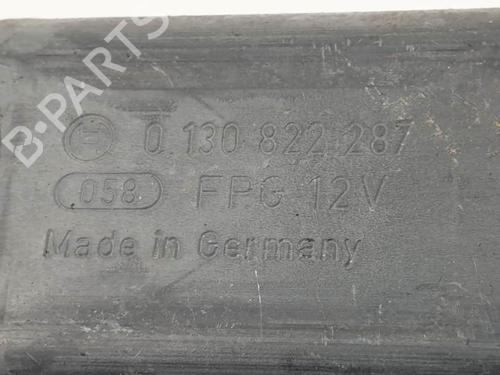 B-PARTS
0 130 822 287
058 FPG 12V
Made in Germany